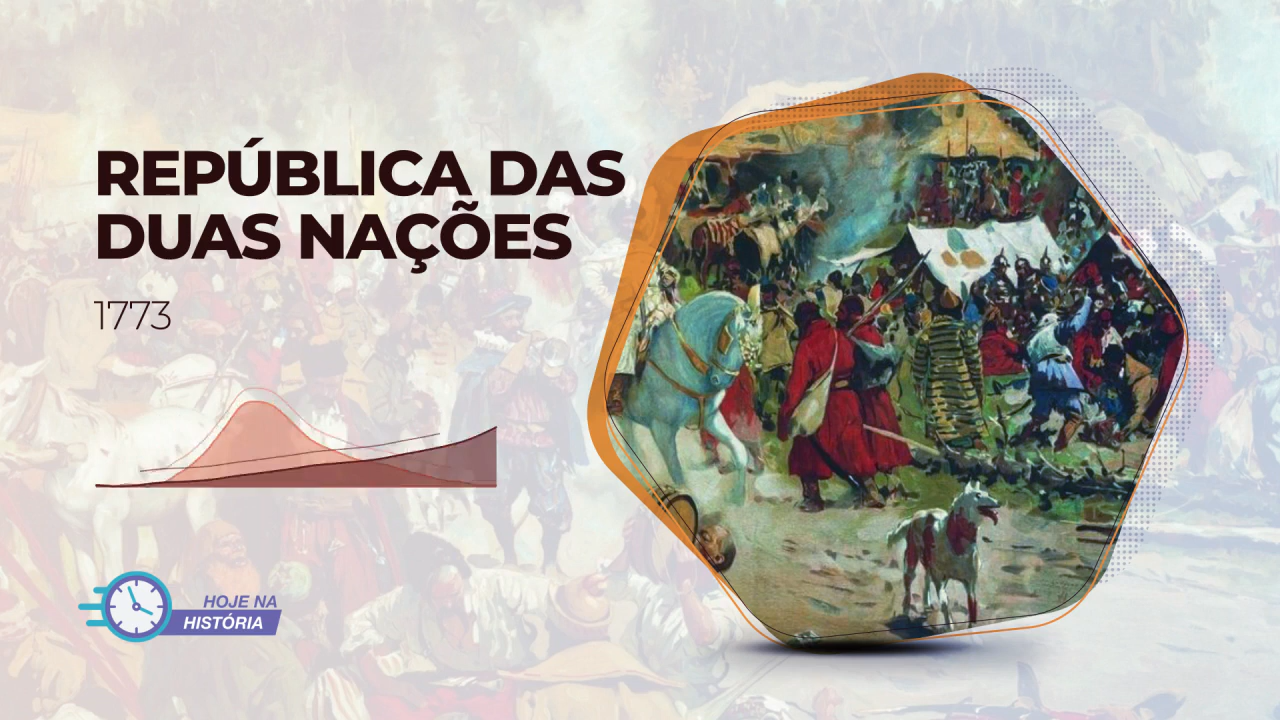 REPÚBLICA DAS
DUAS NAÇÕES
1773
HOJE NA
HISTÓRIA